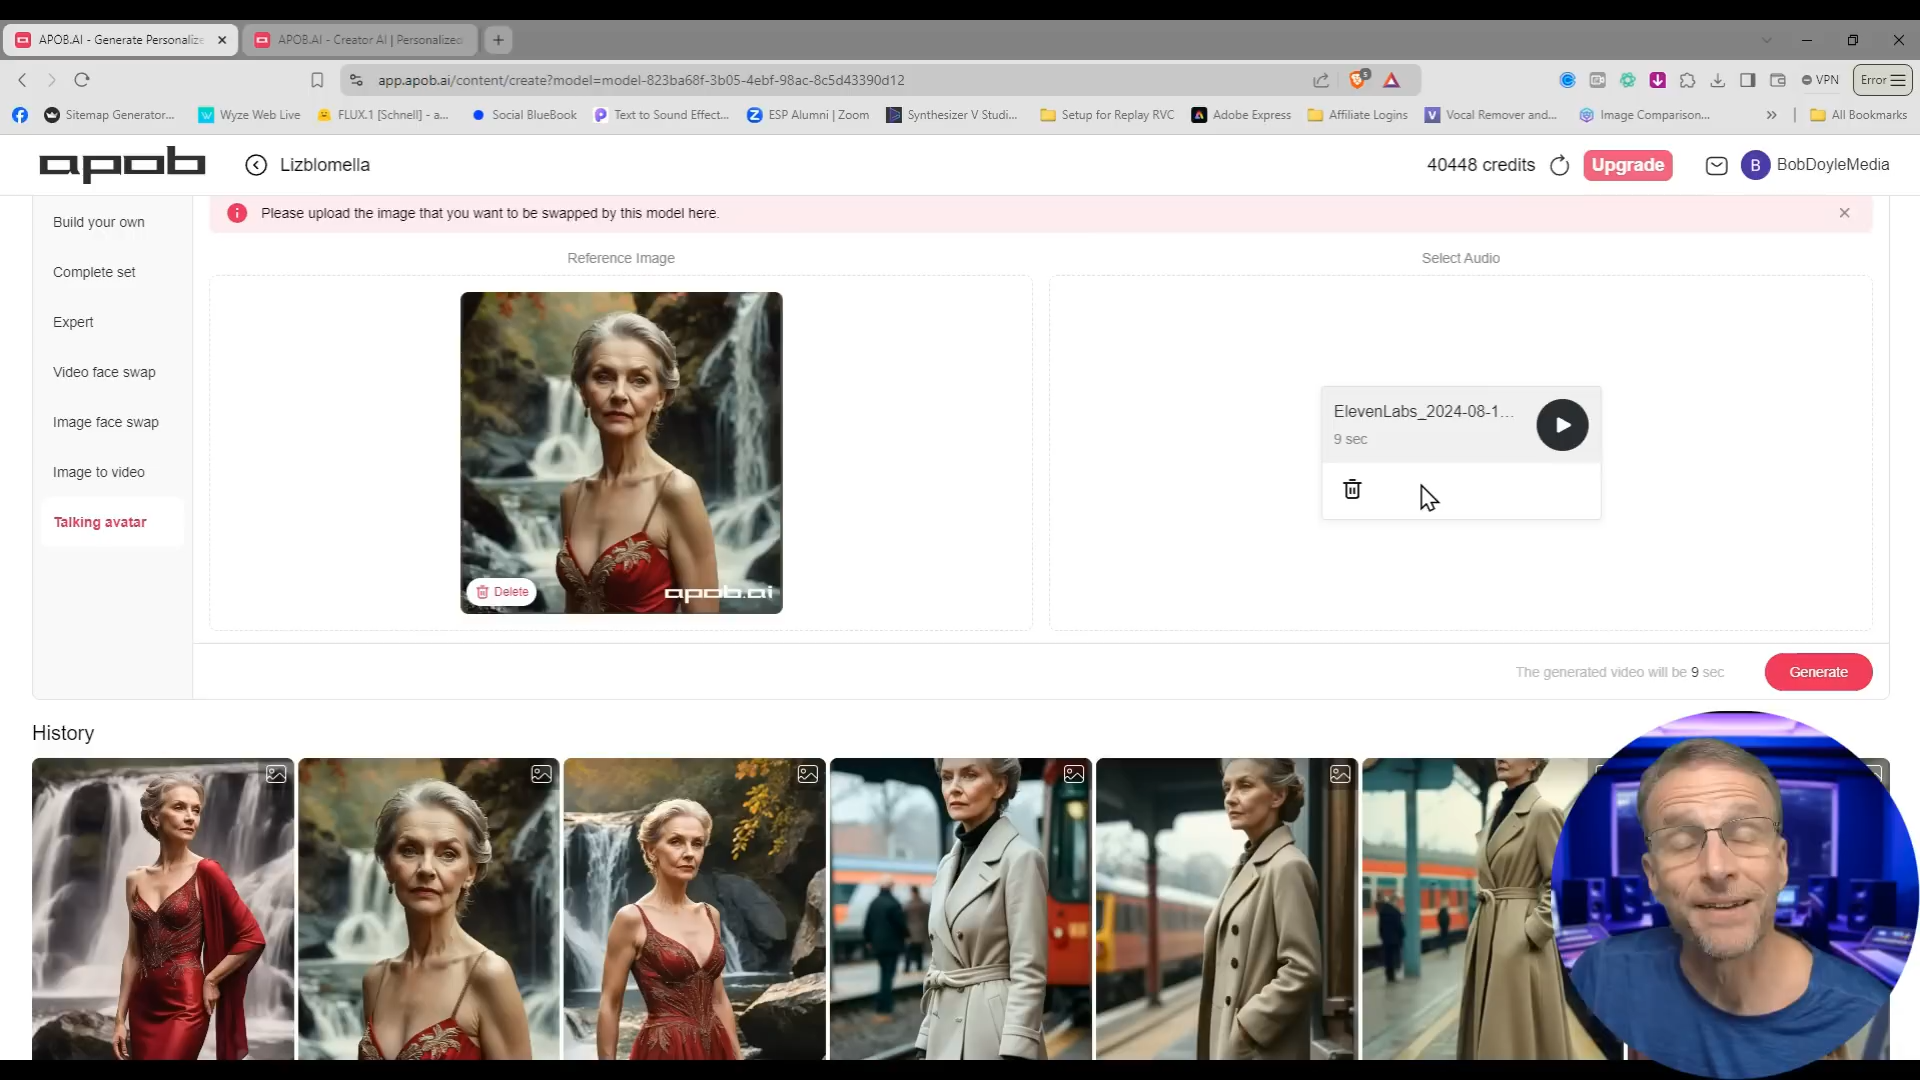 APOB.AI - Generate Personalize
APOB.AI - Creator AI | Personalized
app.apob.ai/content/create?model=model-823ba68f-3b05-4ebf-98ac-8c5d43390d12
5
VPN
Error
Sitemap Generator...
Wyze Web Live
FLUX.1 [Schnell] - a...
Social BlueBook
Text to Sound Effect...
ESP Alumni | Zoom
Synthesizer V Studi...
Setup for Replay RVC
Adobe Express
Affiliate Logins
Vocal Remover and...
Image Comparison...
All Bookmarks
apob
Lizblomella
40448 credits
Upgrade
B
BobDoyleMedia
Build your own
Complete set
Expert
Video face swap
Image face swap
Image to video
Talking avatar
Please upload the image that you want to be swapped by this model here.
Reference Image
Select Audio
Delete
apob.ai
ElevenLabs_2024-08-1...
9 sec
The generated video will be 9 sec
Generate
History